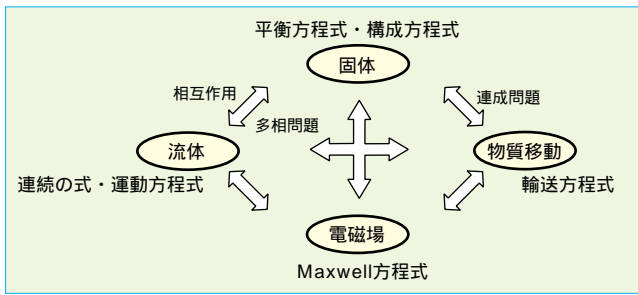 平衡方程式・構成方程式
固体
相互作用
連成問題
多相問題
流体
物質移動
連続の式・運動方程式
輸送方程式
電磁場
Maxwell方程式